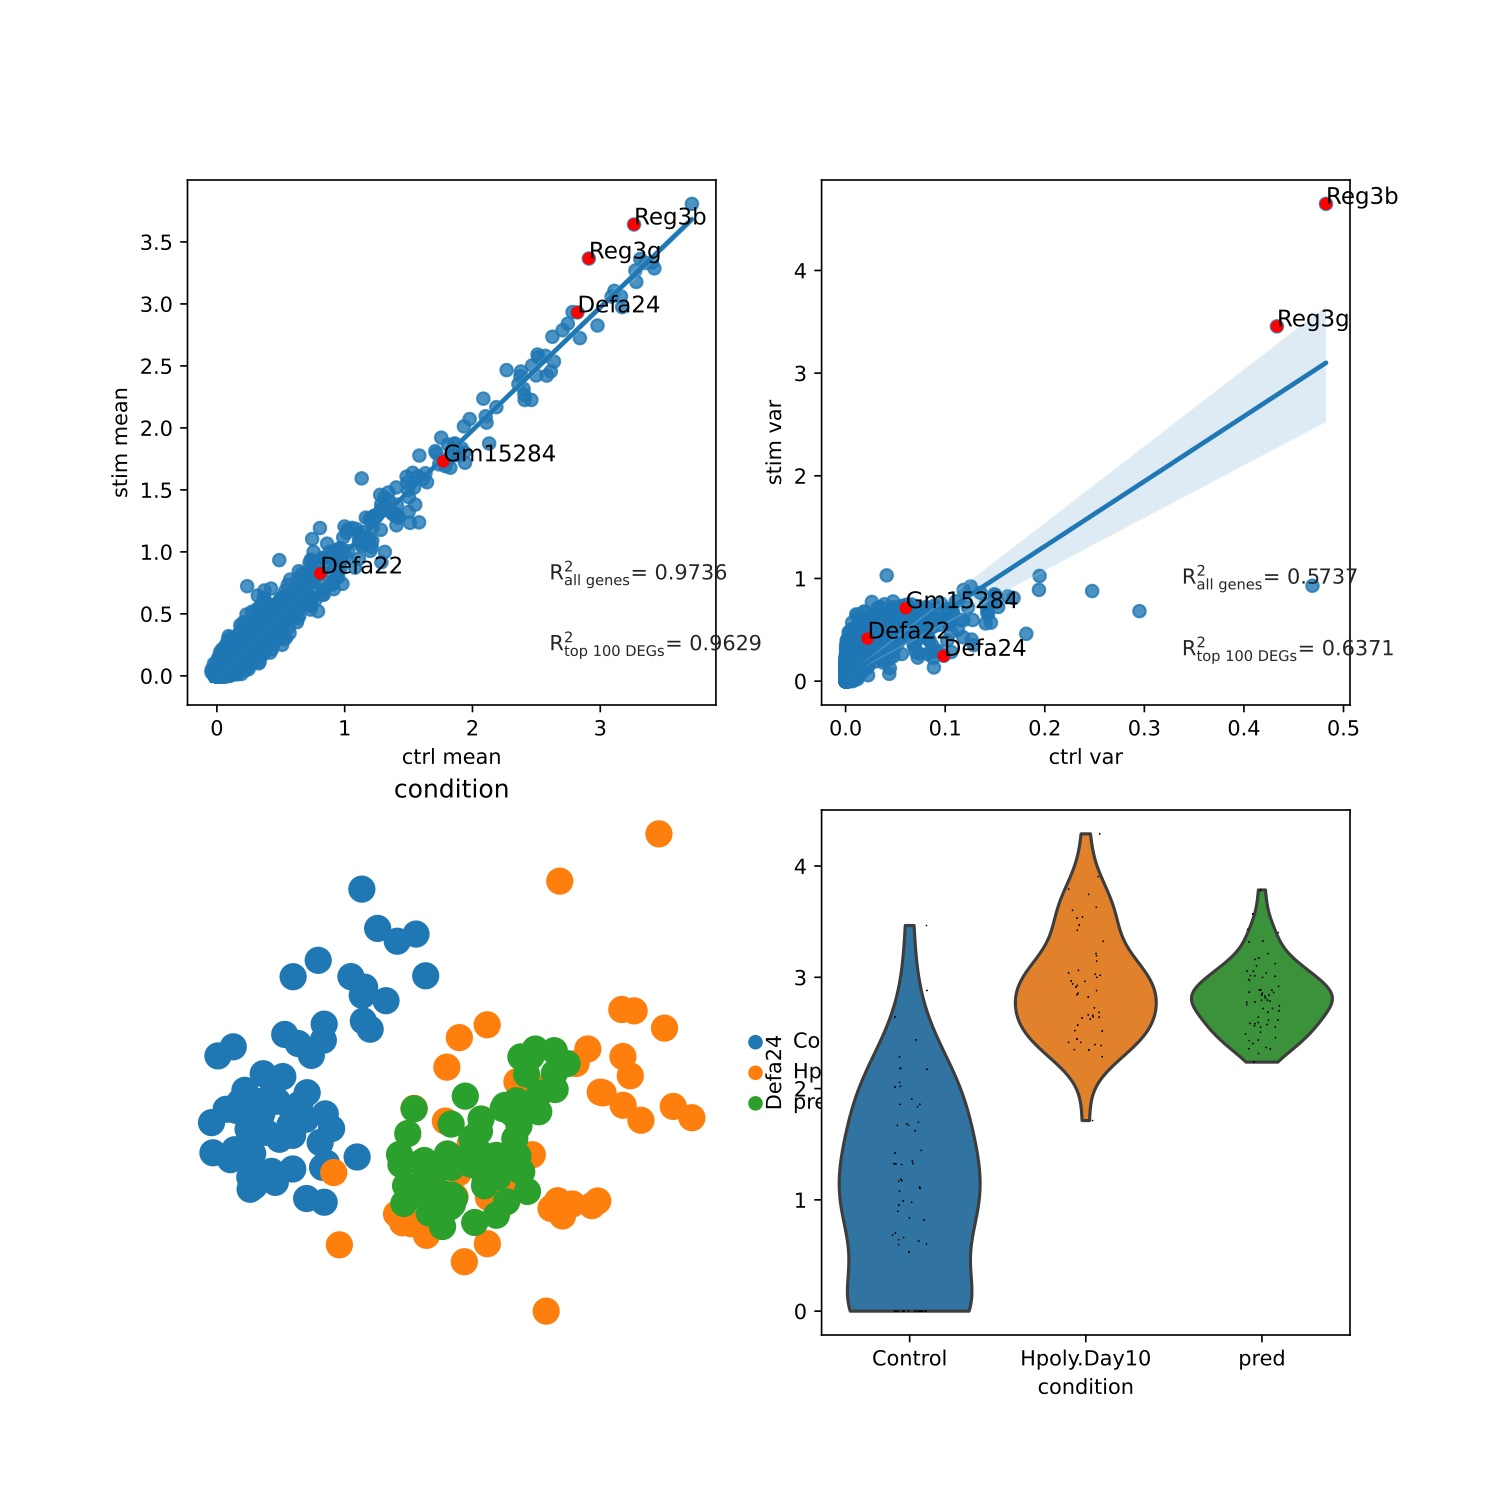 Reg3b
Reg3g
Defa24
Gm15284
Defa22
R2all genes= 0.9736
R2top 100 DEGs= 0.9629
stim mean
0.0
0.5
1.0
1.5
2.0
2.5
3.0
3.5
0
1
2
3
ctrl mean
Reg3b
Reg3g
Gm15284
Defa22
Defa24
R2all genes= 0.5737
R2top 100 DEGs= 0.6371
stim var
0
1
2
3
4
0.0
0.1
0.2
0.3
0.4
0.5
ctrl var
condition
Co
Hp
pre
Defa24
0
1
2
3
4
Control
Hpoly.Day10
pred
condition